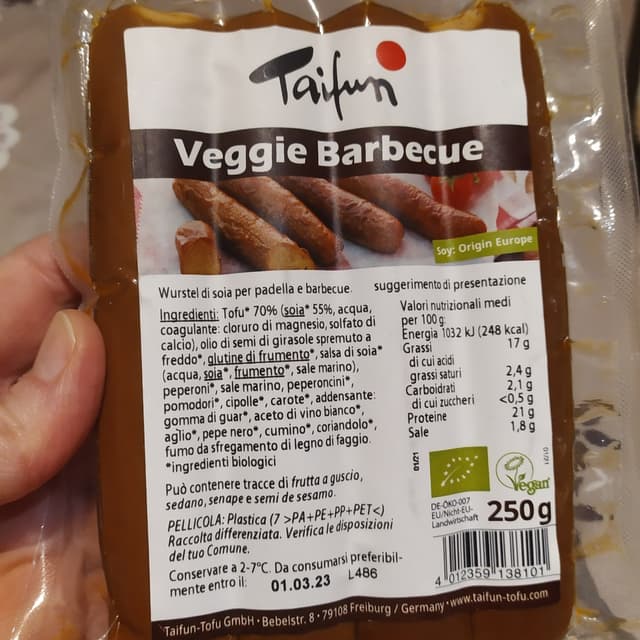 Taifun
Veggie Barbecue
Soy: Origin Europe
Wurstel di soia per padella e barbecue.
Ingredienti: Tofu* 70% (soia* 55%, acqua,
coagulante: cloruro di magnesio, solfato di
calcio), olio di semi di girasole spremuto a
freddo*, glutine di frumento*, salsa di soia*
(acqua, soia*, frumento*, sale marino),
peperoni*, sale marino, peperoncini*,
pomodori*, cipolle*, carote*, addensante:
gomma di guar*, aceto di vino bianco*,
aglio*, pepe nero*, cumino*, coriandolo*,
fumo da sfregamento di legno di faggio.
*ingredienti biologici
Può contenere tracce di frutta a guscio,
sedano, senape e semi de sesamo.
PELLICOLA: Plastica (7 >PA+PE+PP+PET<)
Raccolta differenziata. Verifica le disposizioni
del tuo Comune.
Conservare a 2-7°C. Da consumarsi preferibil-
mente entro il: 01.03.23 L486
suggerimento di presentazione
Valori nutrizionali medi
per 100 g:
Energia 1032 kJ (248 kcal)
Grassi 17 g
di cui acidi
grassi saturi 2,4 g
Carboidrati 2,1 g
di cui zuccheri <0,5 g
Proteine 21 g
Sale 1,8 g
01/21
01/21
Vegan
DE-ÖKO-007
EU/Nicht-EU-
Landwirtschaft
250g
4 012359 138101
Taifun-Tofu GmbH · Bebelstr. 8 · 79108 Freiburg / Germany · www.taifun-tofu.com